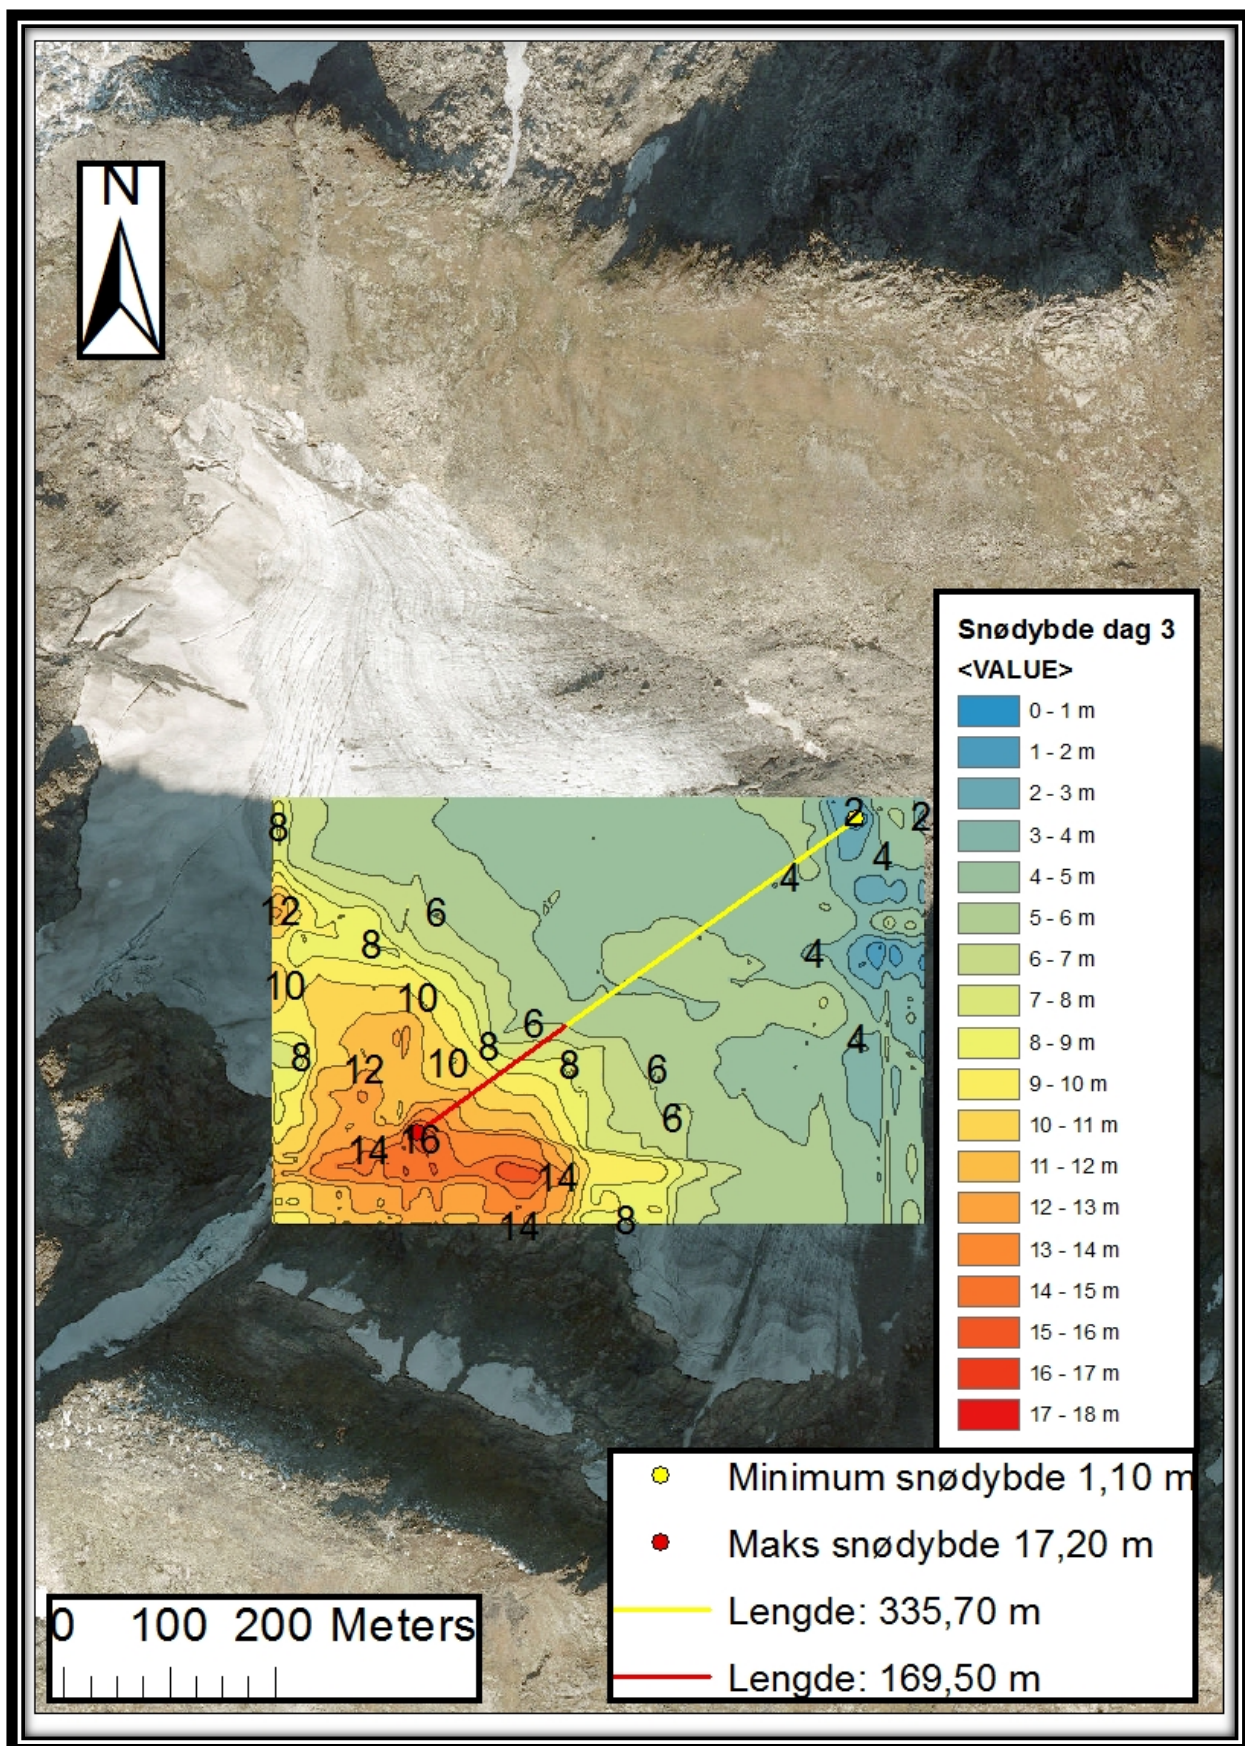 N
Snødybde dag 3
<VALUE>
0 - 1 m
1 - 2 m
2 - 3 m
3 - 4 m
4 - 5 m
5 - 6 m
6 - 7 m
7 - 8 m
8 - 9 m
9 - 10 m
10 - 11 m
11 - 12 m
12 - 13 m
13 - 14 m
14 - 15 m
15 - 16 m
16 - 17 m
17 - 18 m
8
2
2
4
4
12
6
8
4
10
10
6
4
8
8
10
12
8
6
6
16
14
14
8
14
Minimum snødybde 1,10 m
Maks snødybde 17,20 m
Lengde: 335,70 m
Lengde: 169,50 m
0 100 200 Meters